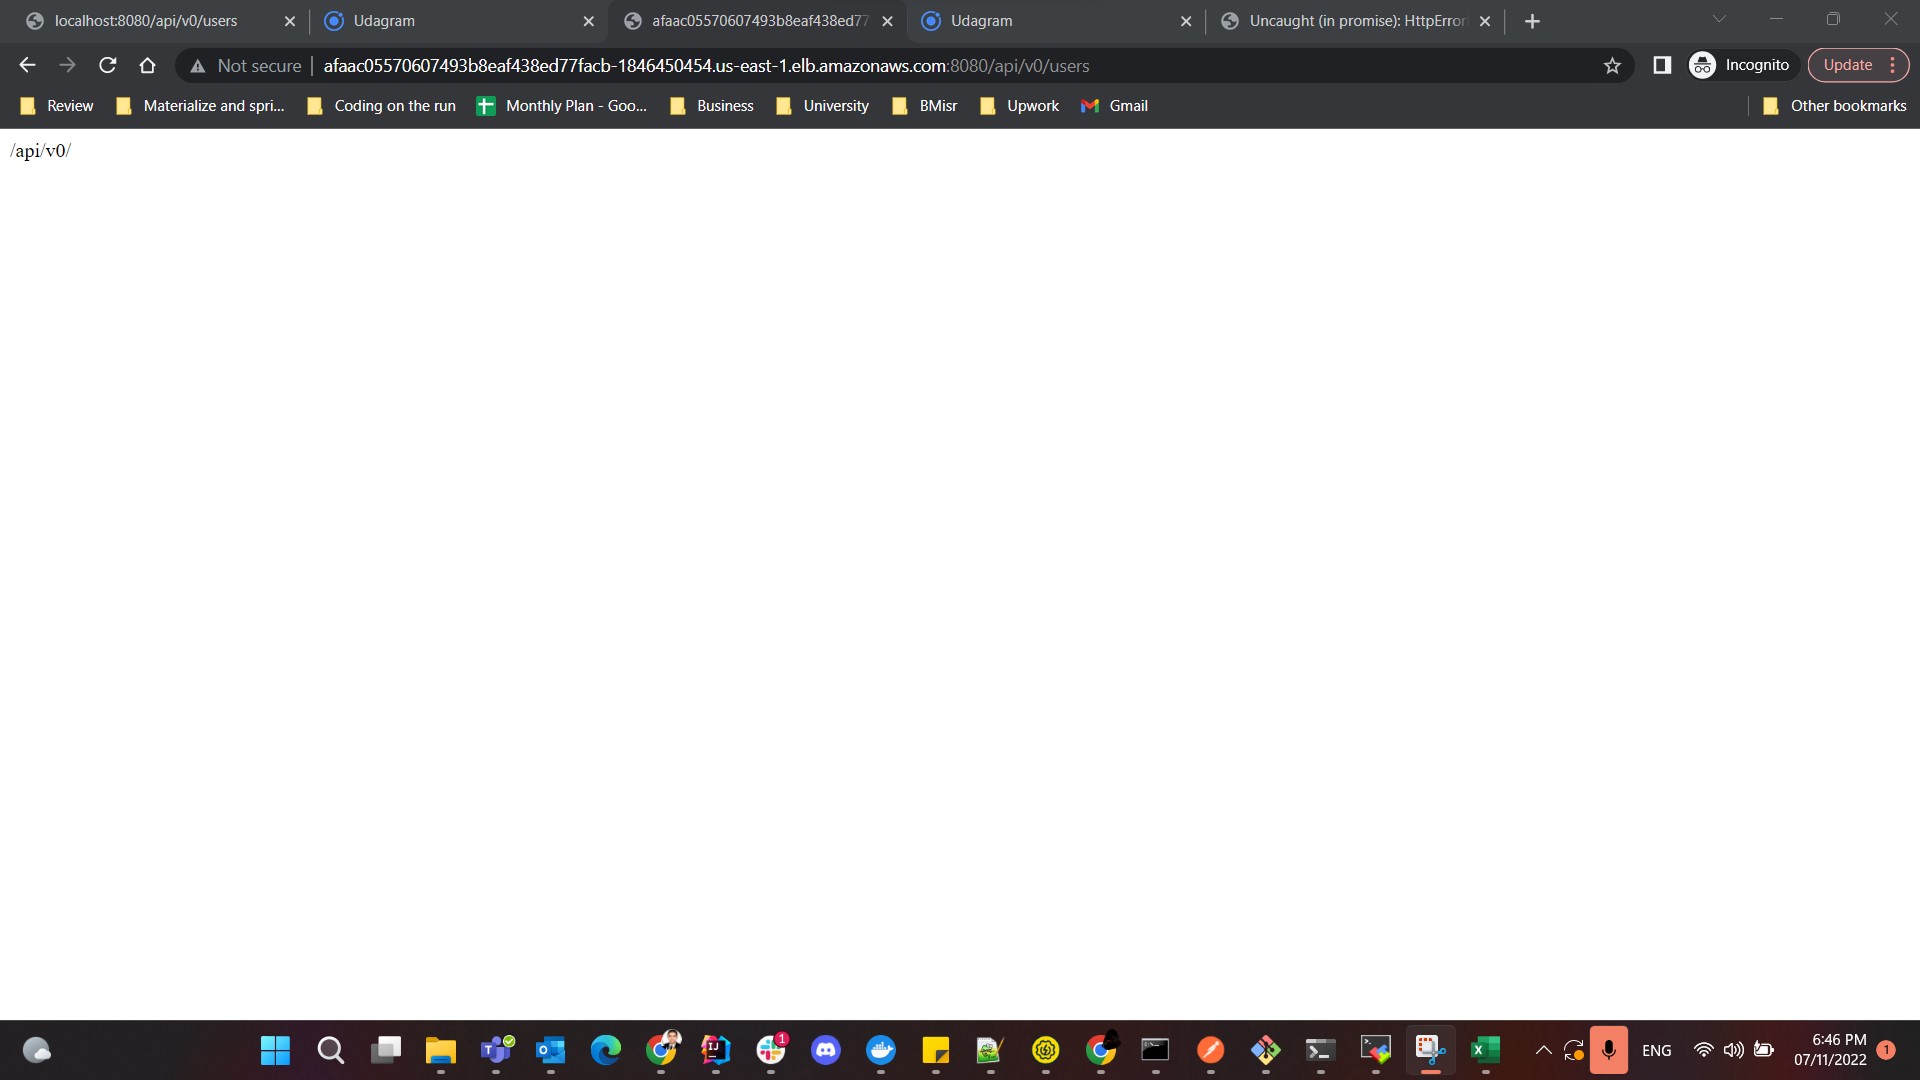 localhost:8080/api/v0/users
Udagram
afaac05570607493b8eaf438ed77
Udagram
Uncaught (in promise): HttpError
Not secure
afaac05570607493b8eaf438ed77facb-1846450454.us-east-1.elb.amazonaws.com:8080/api/v0/users
Incognito
Update
Review
Materialize and spri...
Coding on the run
Monthly Plan - Goo...
Business
University
BMisr
Upwork
Gmail
Other bookmarks
/api/v0/
1
ENG
6:46 PM
07/11/2022
1